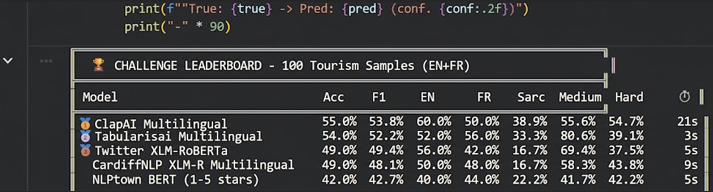 print(f""True: {true} -> Pred: {pred} (conf. {conf:.2f})")
print("-" * 90)
🏆 CHALLENGE LEADERBOARD - 100 Tourism Samples (EN+FR)
Model Acc F1 EN FR Sarc Medium Hard ⏱
🥇 ClapAI Multilingual 55.0% 53.8% 60.0% 50.0% 38.9% 55.6% 54.7% 21s
🥈 Tabularisai Multilingual 54.0% 52.2% 52.0% 56.0% 33.3% 80.6% 39.1% 3s
🥉 Twitter XLM-RoBERTa 49.0% 49.4% 56.0% 42.0% 16.7% 69.4% 37.5% 5s
CardiffNLP XLM-R Multilingual 49.0% 48.1% 50.0% 48.0% 16.7% 58.3% 43.8% 9s
NLPtown BERT (1-5 stars) 42.0% 42.7% 40.0% 44.0% 22.2% 41.7% 42.2% 5s